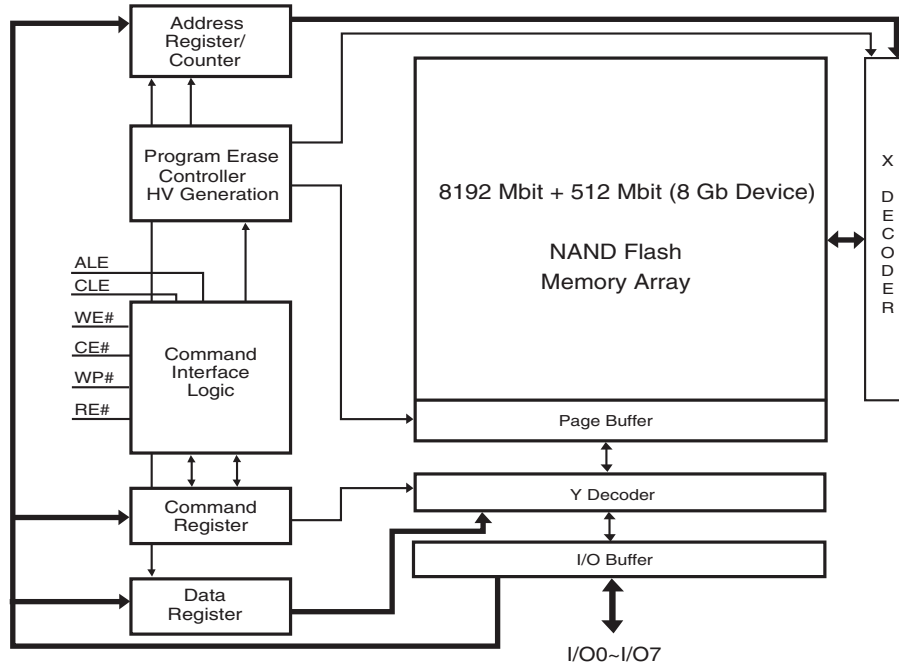 Address
Register/
Counter
Program Erase
Controller
HV Generation
ALE
CLE
WE#
CE#
WP#
RE#
Command
Interface
Logic
Command
Register
Data
Register
8192 Mbit + 512 Mbit (8 Gb Device)
NAND Flash
Memory Array
Page Buffer
Y Decoder
I/O Buffer
I/O0~I/O7
X
D
E
C
O
D
E
R